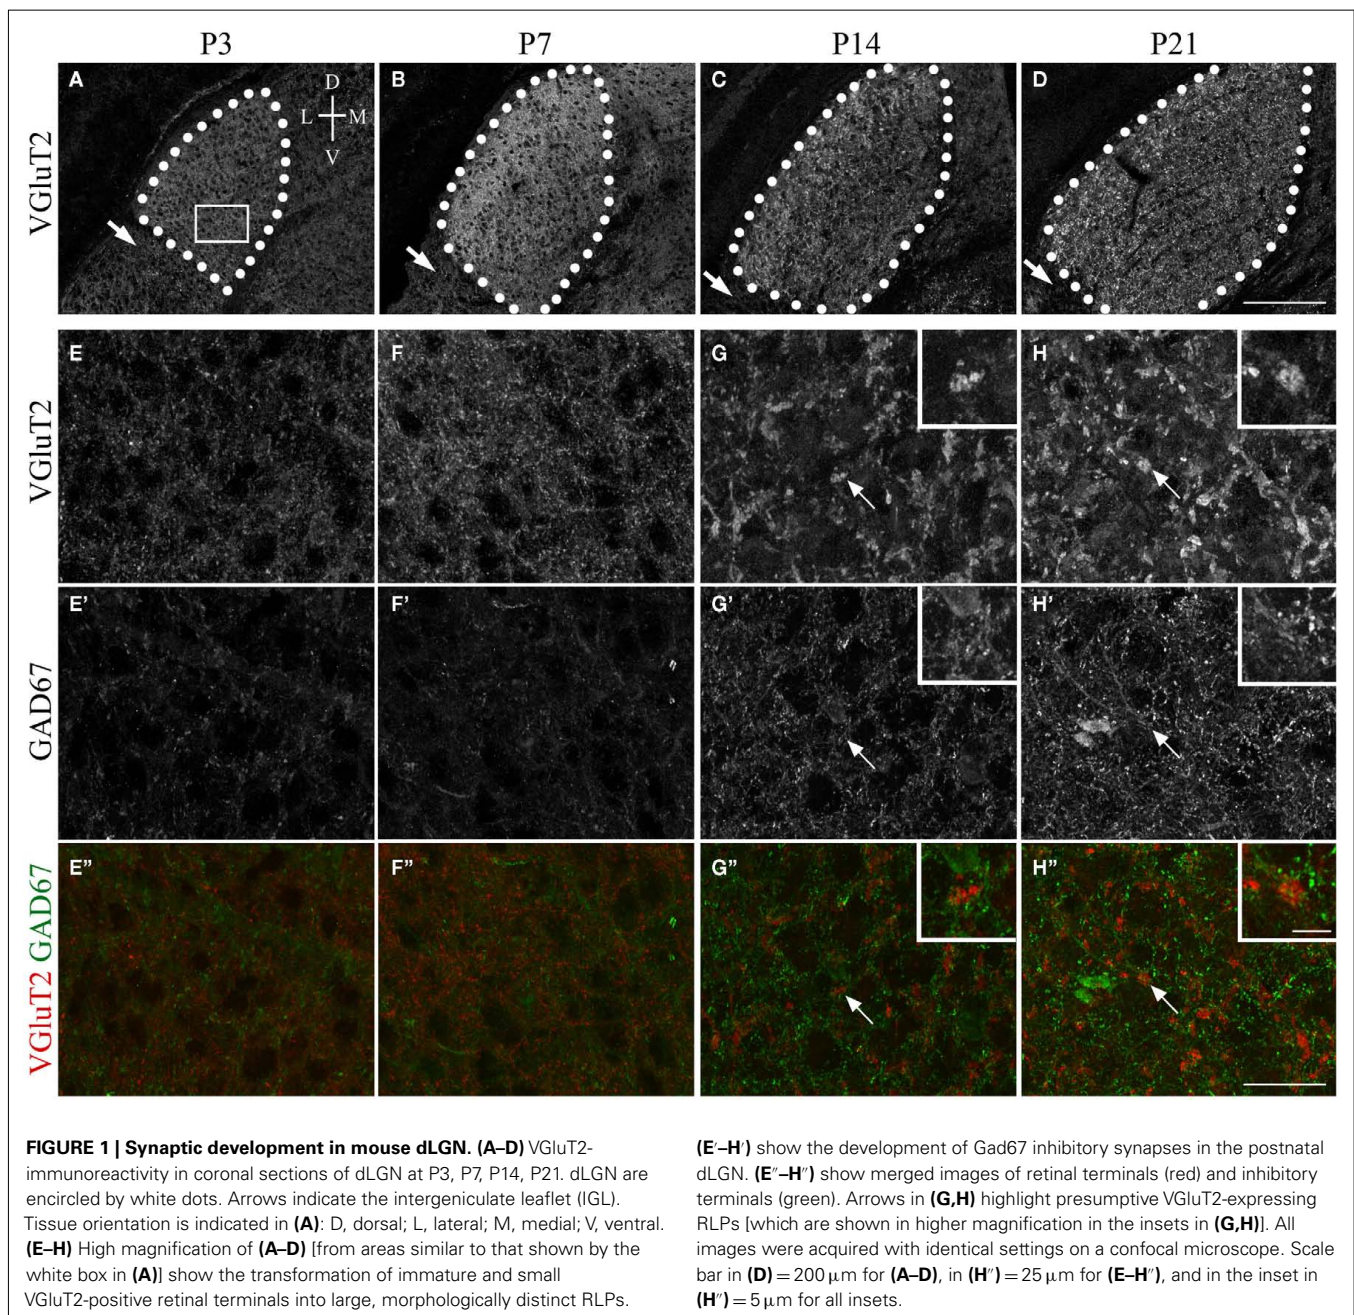 P3 P7 P14 P21
VGluT2
A
D
L M
V
B
C
D
VGluT2
E
F
G
H
GAD67
E'
F'
G'
H'
VGluT2 GAD67
E"
F"
G"
H"
FIGURE 1 | Synaptic development in mouse dLGN. (A–D) VGluT2-
immunoreactivity in coronal sections of dLGN at P3, P7, P14, P21. dLGN are
encircled by white dots. Arrows indicate the intergeniculate leaflet (IGL).
Tissue orientation is indicated in (A): D, dorsal; L, lateral; M, medial; V, ventral.
(E–H) High magnification of (A–D) [from areas similar to that shown by the
white box in (A)] show the transformation of immature and small
VGluT2-positive retinal terminals into large, morphologically distinct RLPs.
(E′–H′) show the development of Gad67 inhibitory synapses in the postnatal
dLGN. (E″–H″) show merged images of retinal terminals (red) and inhibitory
terminals (green). Arrows in (G,H) highlight presumptive VGluT2-expressing
RLPs [which are shown in higher magnification in the insets in (G,H)]. All
images were acquired with identical settings on a confocal microscope. Scale
bar in (D) = 200 μm for (A–D), in (H″) = 25 μm for (E–H″), and in the inset in
(H″) = 5 μm for all insets.